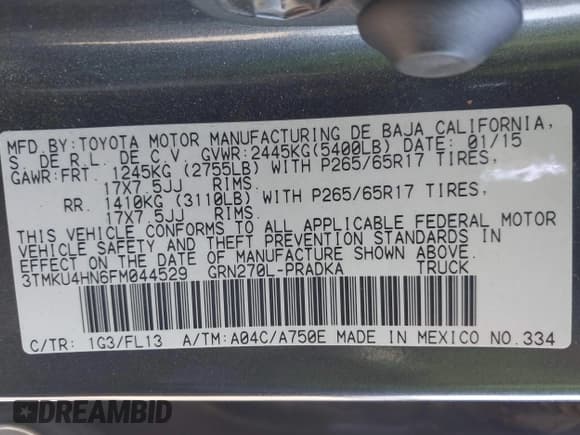 MFD.BY:TOYOTA MOTOR MANUFACTURING DE BAJA CALIFORNIA,
S. DE R.L. DE C.V. GVWR:2445KG(5400LB) DATE: 01/15
GAWR:FRT. 1245KG (2755LB) WITH P265/65R17 TIRES,
17X7.5JJ RIMS.
RR. 1410KG (3110LB) WITH P265/65R17 TIRES,
17X7.5JJ RIMS.
THIS VEHICLE CONFORMS TO ALL APPLICABLE FEDERAL MOTOR
VEHICLE SAFETY AND THEFT PREVENTION STANDARDS IN
EFFECT ON THE DATE OF MANUFACTURE SHOWN ABOVE.
3TMKU4HN6FM044529 GRN270L-PRADKA TRUCK
C/TR: 1G3/FL13 A/TM:A04C/A750E MADE IN MEXICO NO.334
DREAMBID